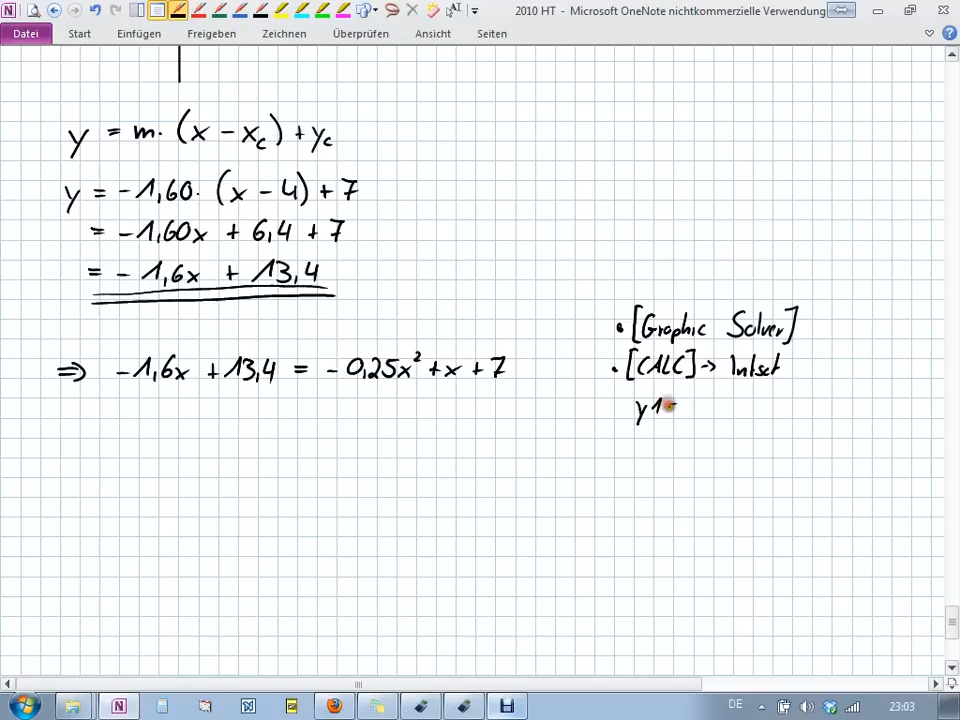 2010 HT - Microsoft OneNote nichtkommerzielle Verwendung
Datei Start Einfügen Freigeben Zeichnen Überprüfen Ansicht Seiten
y = m · (x - x_c) + y_c
y = -1,60 · (x - 4) + 7
= -1,60x + 6,4 + 7
= -1,6x + 13,4
• [Graphic Solver]
⇒ -1,6x + 13,4 = -0,25x² + x + 7
• [CALC] → Intsct
y1-
DE 23:03